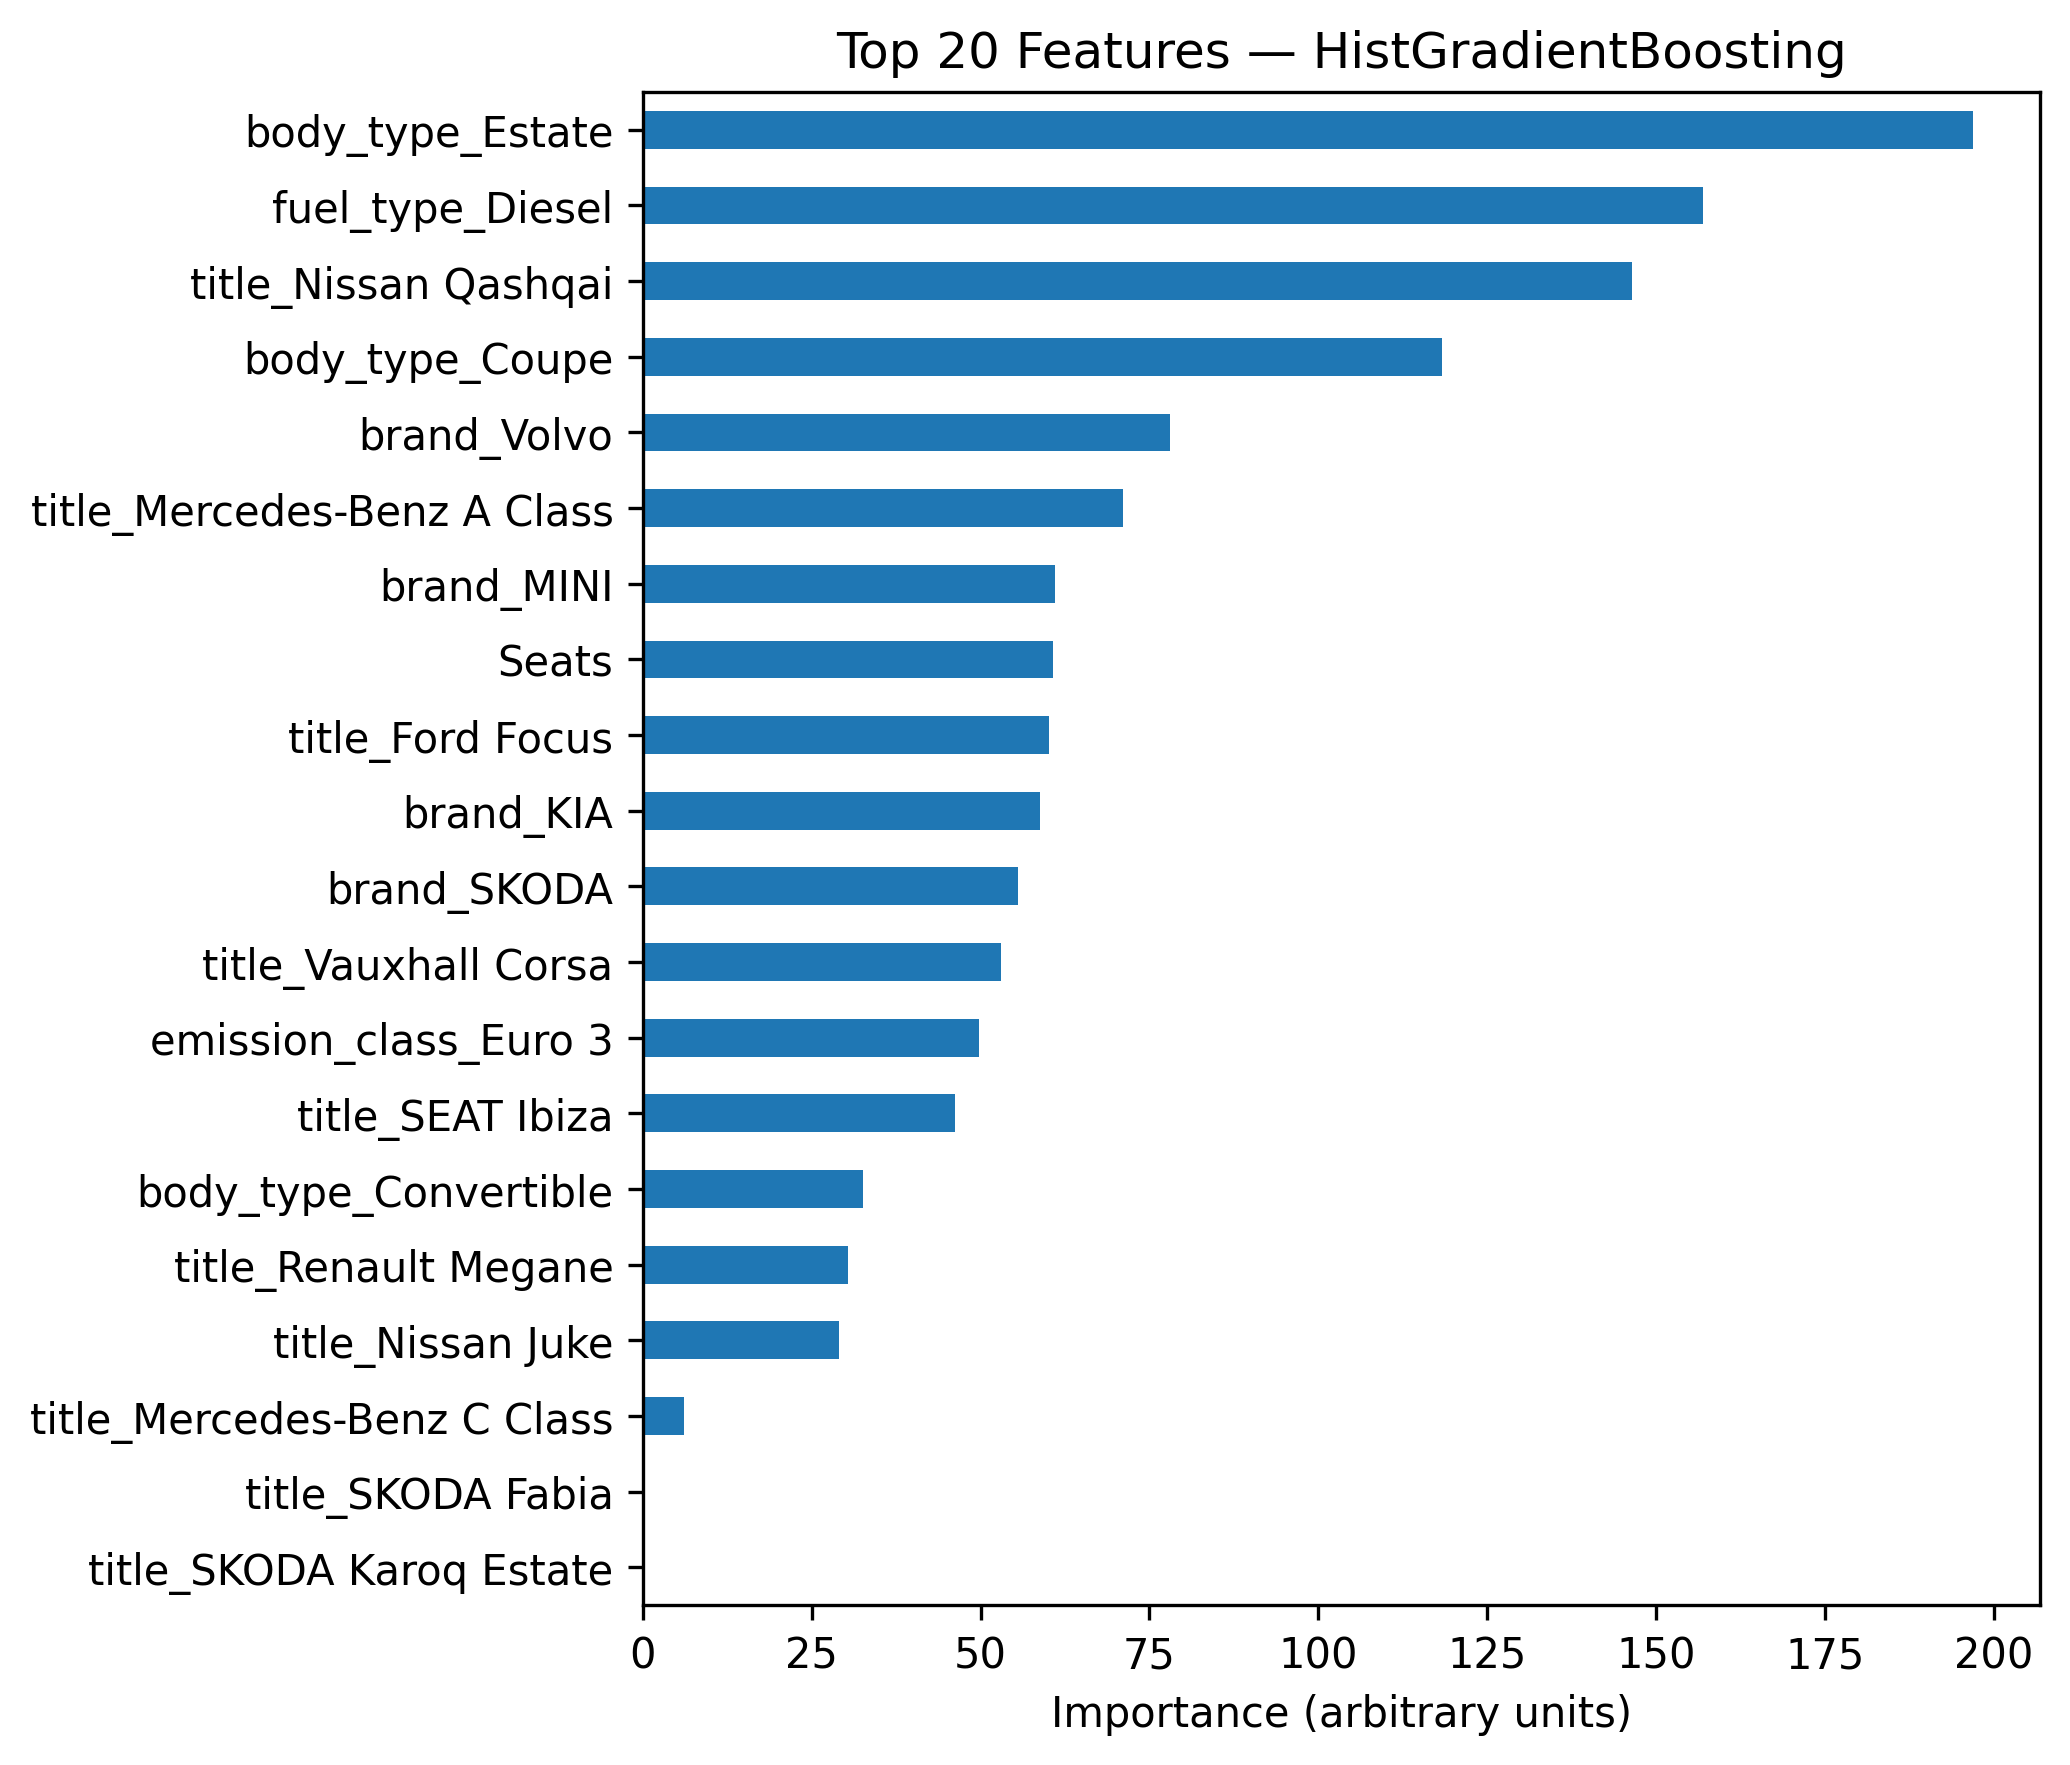 Top 20 Features — HistGradientBoosting
body_type_Estate
fuel_type_Diesel
title_Nissan Qashqai
body_type_Coupe
brand_Volvo
title_Mercedes-Benz A Class
brand_MINI
Seats
title_Ford Focus
brand_KIA
brand_SKODA
title_Vauxhall Corsa
emission_class_Euro 3
title_SEAT Ibiza
body_type_Convertible
title_Renault Megane
title_Nissan Juke
title_Mercedes-Benz C Class
title_SKODA Fabia
title_SKODA Karoq Estate
0 25 50 75 100 125 150 175 200
Importance (arbitrary units)